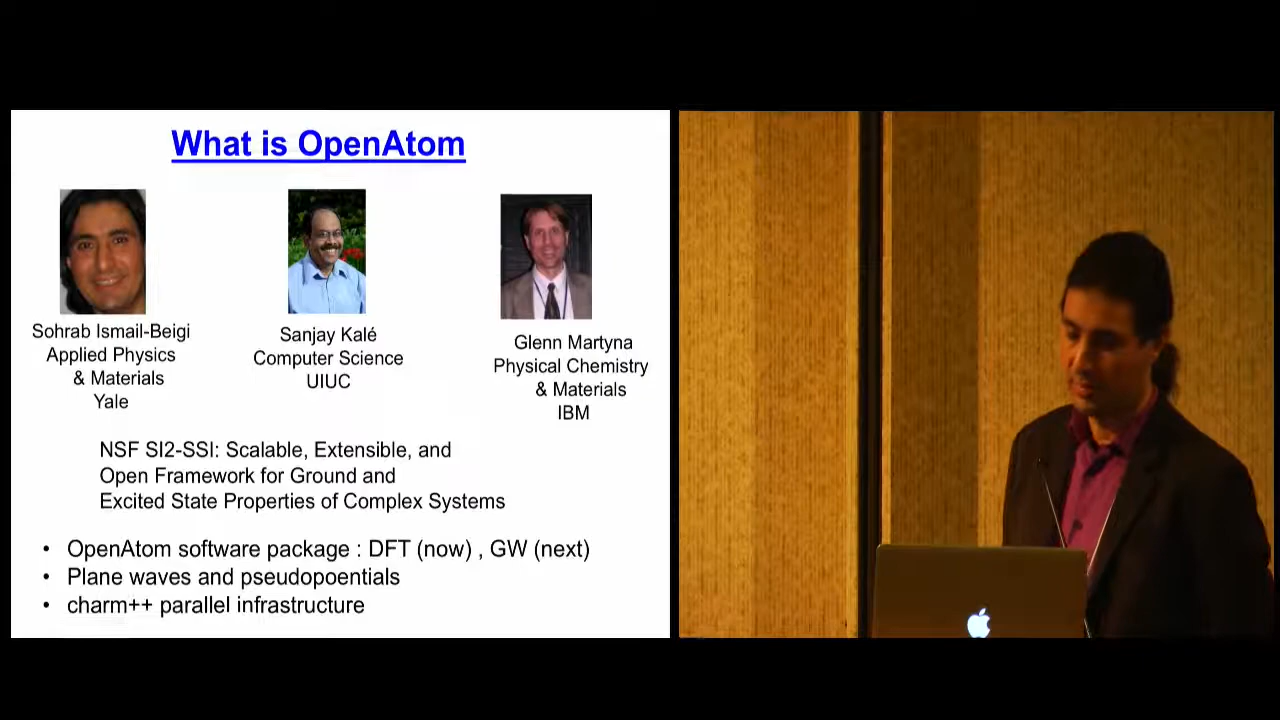 What is OpenAtom
Sohrab Ismail-Beigi
Applied Physics
& Materials
Yale
Sanjay Kalé
Computer Science
UIUC
Glenn Martyna
Physical Chemistry
& Materials
IBM
NSF SI2-SSI: Scalable, Extensible, and
Open Framework for Ground and
Excited State Properties of Complex Systems
• OpenAtom software package : DFT (now) , GW (next)
• Plane waves and pseudopoentials
• charm++ parallel infrastructure